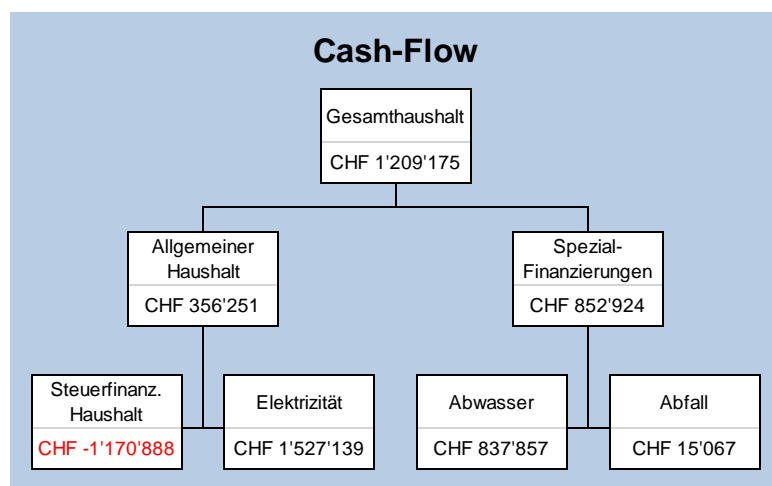 Cash-Flow
Gesamthaushalt
CHF 1'209'175
Allgemeiner
Haushalt
CHF 356'251
Spezial-
Finanzierungen
CHF 852'924
Steuerfinanz.
Haushalt
CHF -1'170'888
Elektrizität
CHF 1'527'139
Abwasser
CHF 837'857
Abfall
CHF 15'067